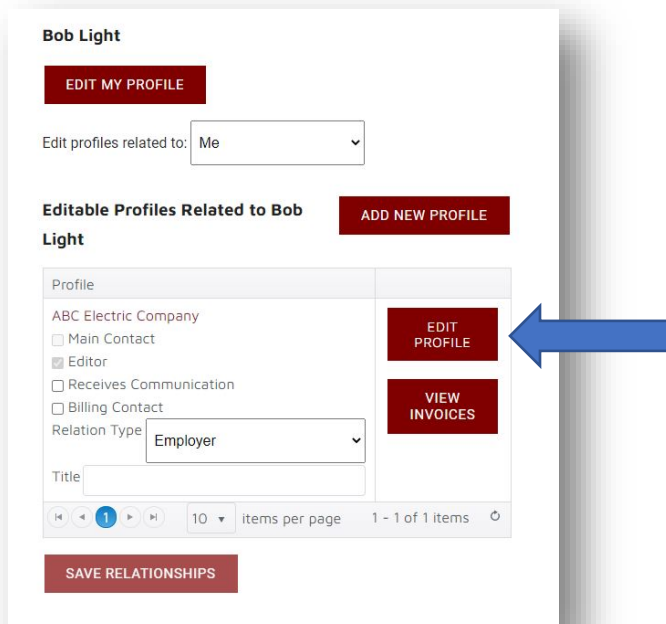 Bob Light
EDIT MY PROFILE
Edit profiles related to: Me
Editable Profiles Related to Bob
Light
ADD NEW PROFILE
Profile
ABC Electric Company
Main Contact
Editor
Receives Communication
Billing Contact
Relation Type Employer
Title
EDIT
PROFILE
VIEW
INVOICES
1 10 items per page 1 - 1 of 1 items
SAVE RELATIONSHIPS